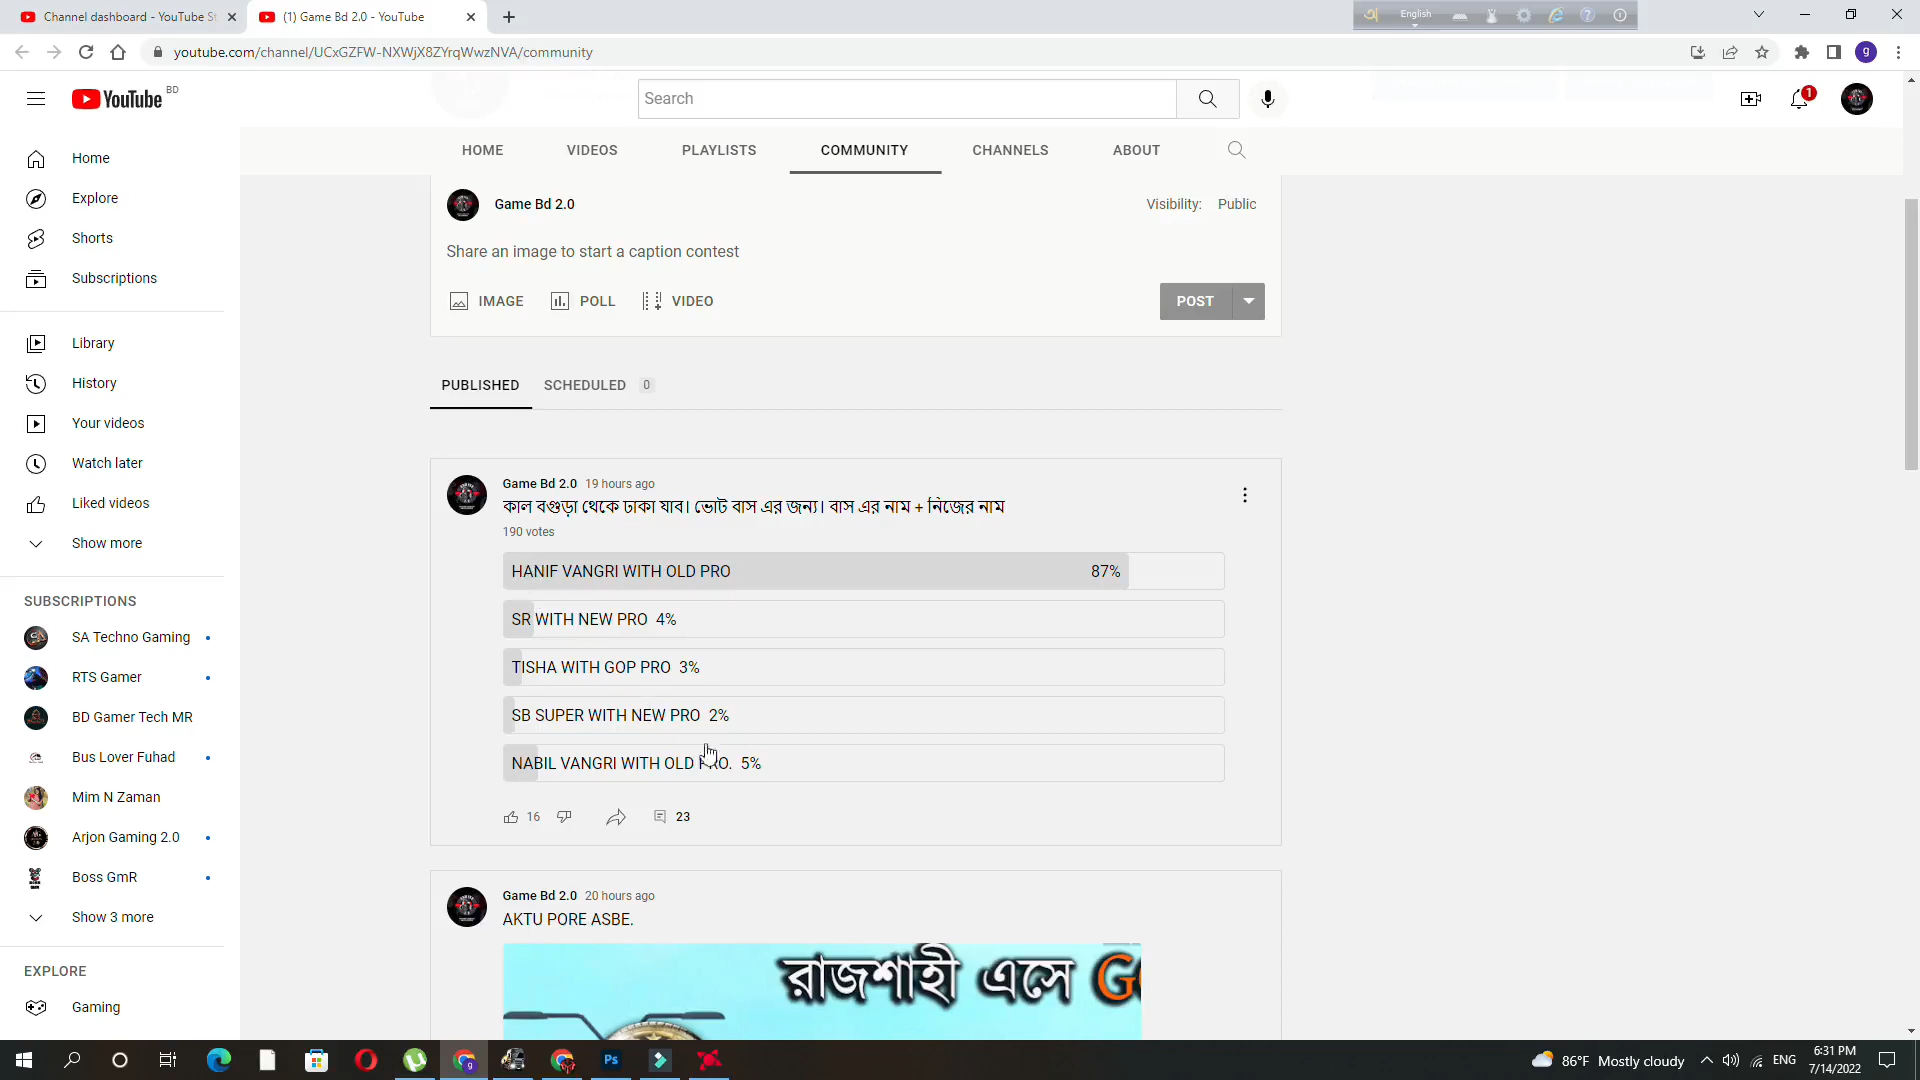 Channel dashboard - YouTube St
(1) Game Bd 2.0 - YouTube
English
youtube.com/channel/UCxGZFW-NXWjX8ZYrqWwzNVA/community
g
YouTube BD
Search
1
HOME
VIDEOS
PLAYLISTS
COMMUNITY
CHANNELS
ABOUT
Home
Explore
Shorts
Subscriptions
Library
History
Your videos
Watch later
Liked videos
Show more
SUBSCRIPTIONS
SA Techno Gaming
RTS Gamer
BD Gamer Tech MR
Bus Lover Fuhad
Mim N Zaman
Arjon Gaming 2.0
Boss GmR
Show 3 more
EXPLORE
Gaming
Game Bd 2.0
Visibility: Public
Share an image to start a caption contest
IMAGE
POLL
VIDEO
POST
PUBLISHED
SCHEDULED 0
Game Bd 2.0 19 hours ago
কাল বগুড়া থেকে ঢাকা যাব। ভোট বাস এর জন্য। বাস এর নাম + নিজের নাম
190 votes
HANIF VANGRI WITH OLD PRO 87%
SR WITH NEW PRO 4%
TISHA WITH GOP PRO 3%
SB SUPER WITH NEW PRO 2%
NABIL VANGRI WITH OLD PRO. 5%
16
23
Game Bd 2.0 20 hours ago
AKTU PORE ASBE.
রাজশাহী এসে
Ps
86°F Mostly cloudy
ENG
6:31 PM
7/14/2022